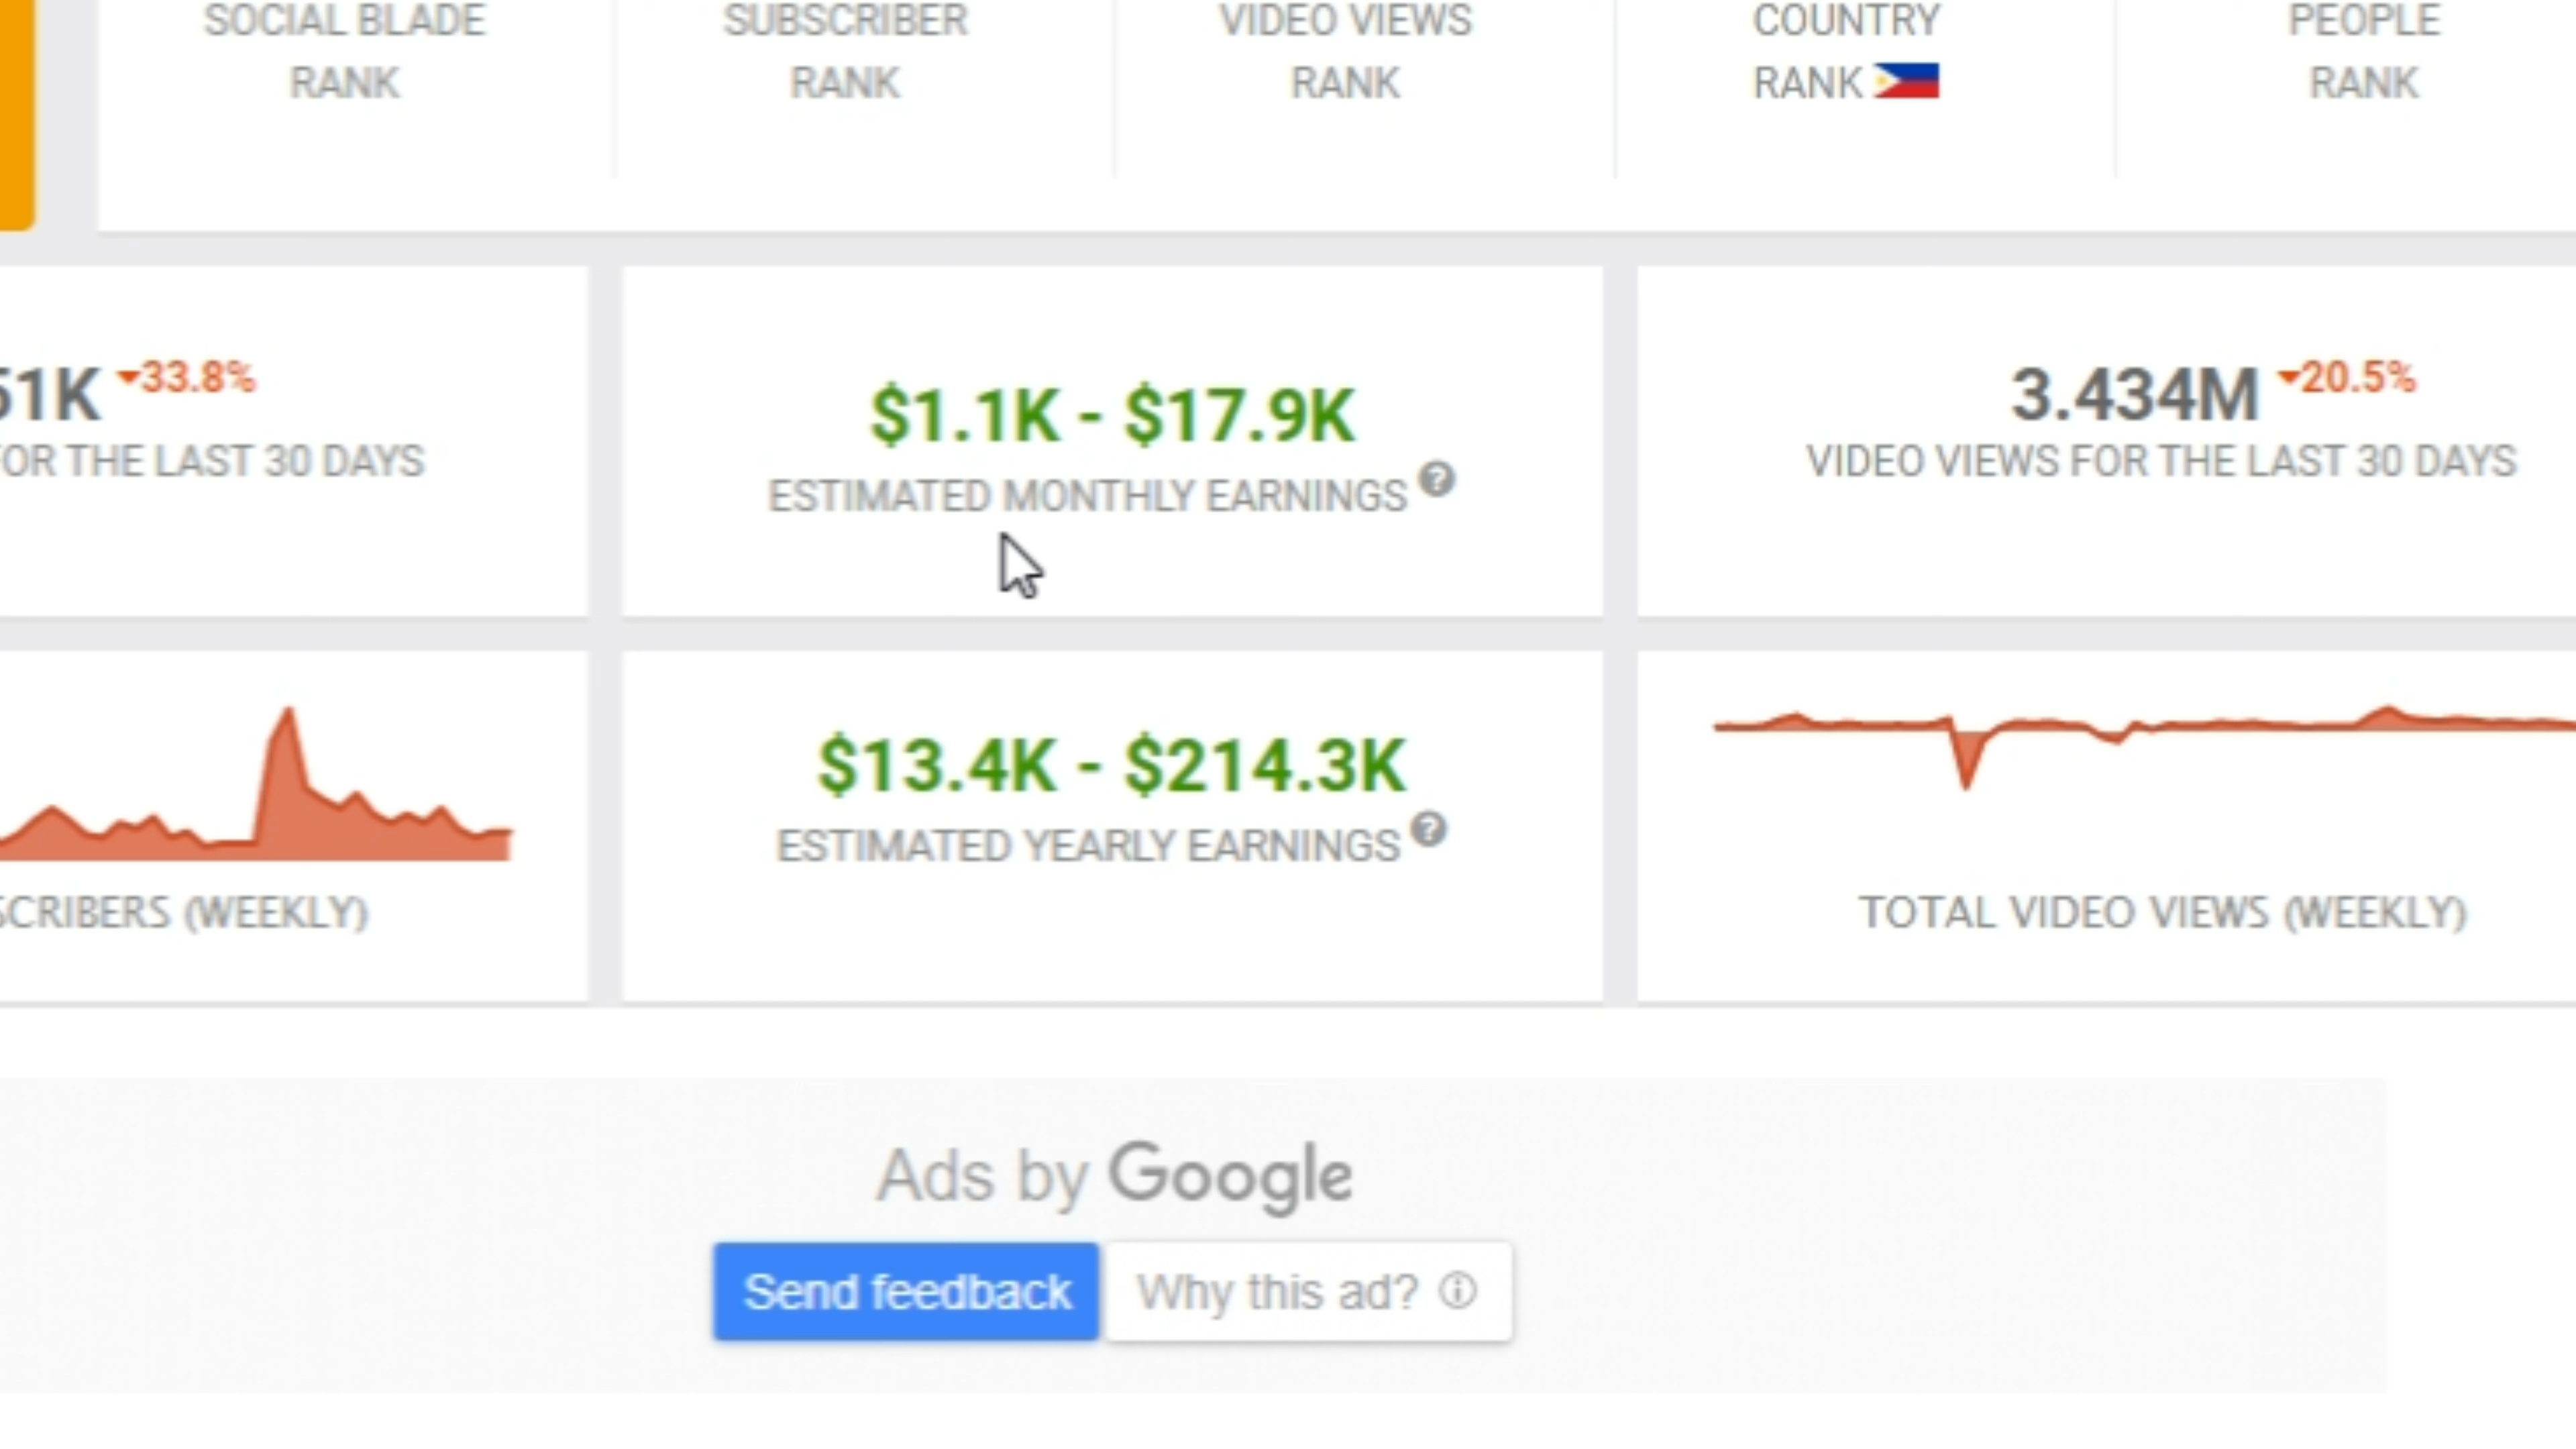 SOCIAL BLADE
RANK
SUBSCRIBER
RANK
VIDEO VIEWS
RANK
COUNTRY
RANK
PEOPLE
RANK
51K 33.8%
FOR THE LAST 30 DAYS
$1.1K - $17.9K
ESTIMATED MONTHLY EARNINGS ?
3.434M 20.5%
VIDEO VIEWS FOR THE LAST 30 DAYS
SCRIBERS (WEEKLY)
$13.4K - $214.3K
ESTIMATED YEARLY EARNINGS ?
TOTAL VIDEO VIEWS (WEEKLY)
Ads by Google
Send feedback
Why this ad?